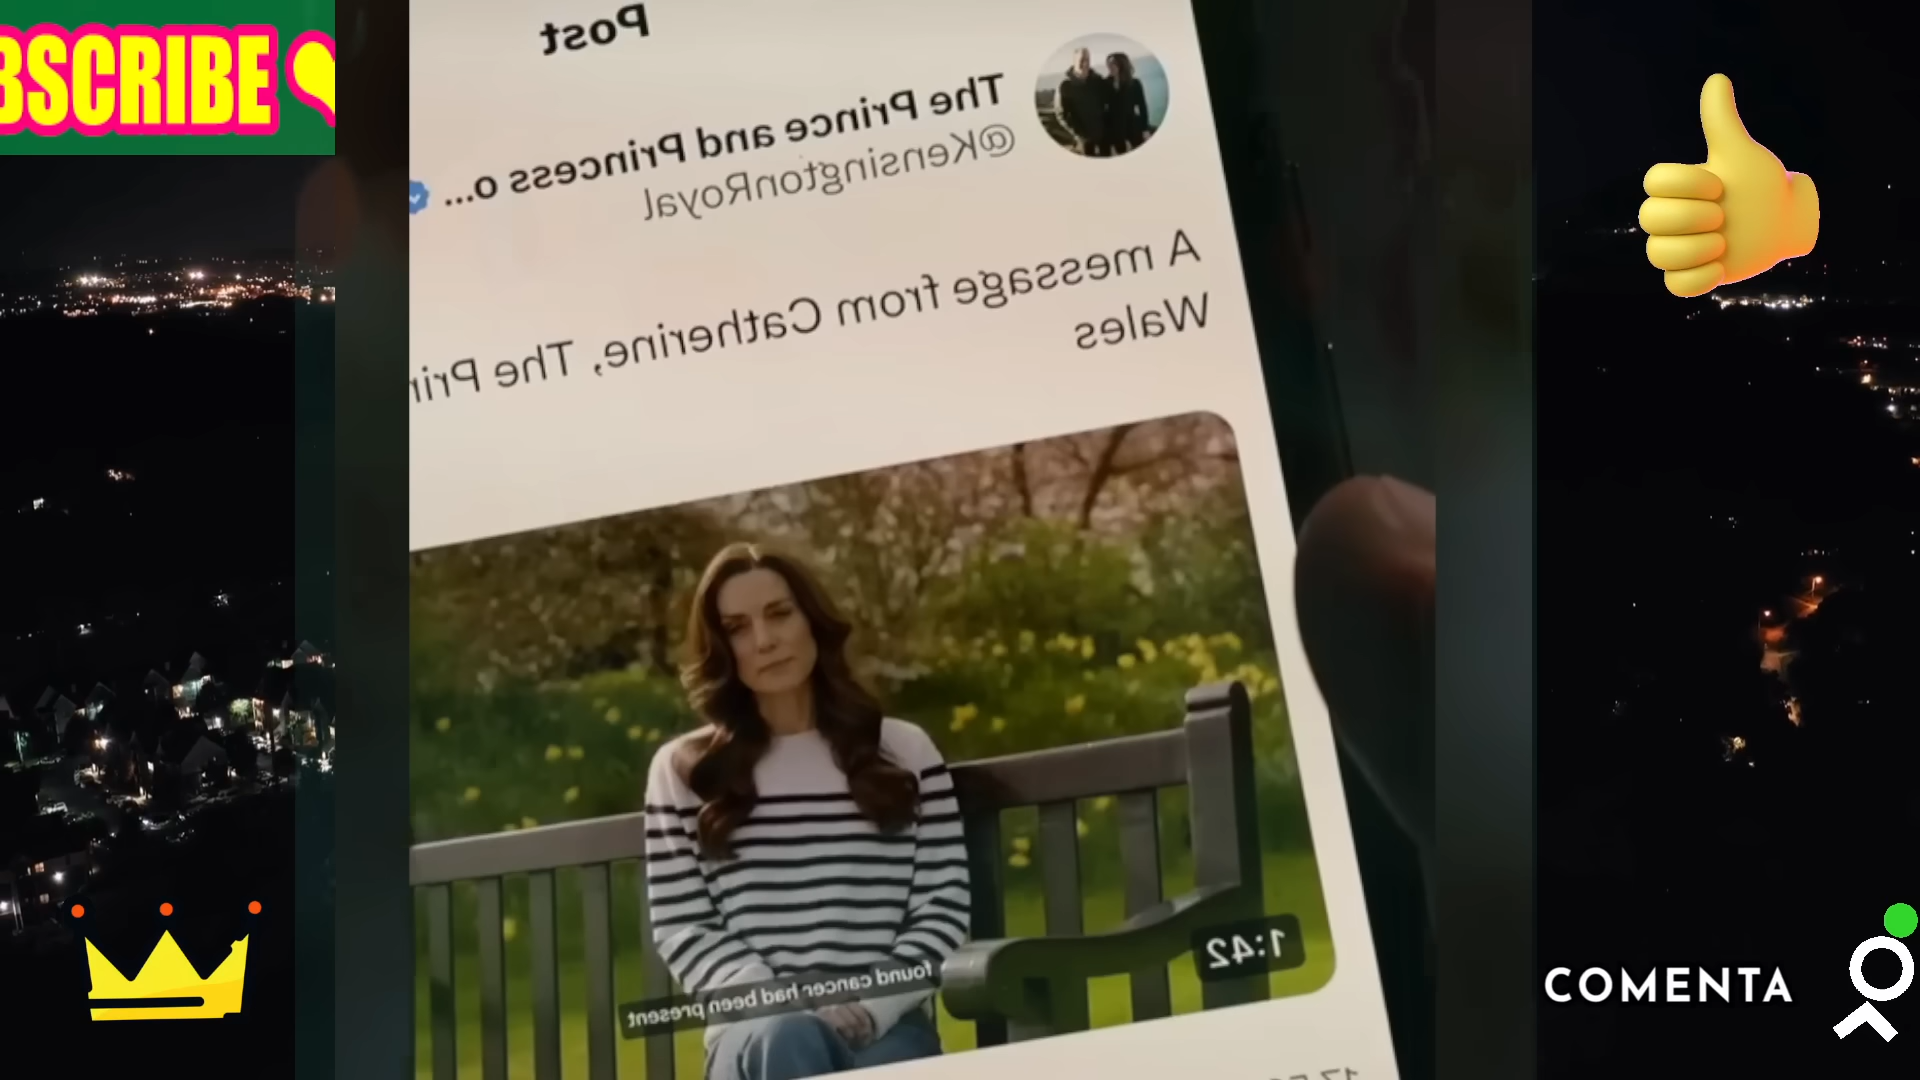 BSCRIBE
Post
The Prince and Princess o...
@KensingtonRoyal
A message from Catherine, The Prin
Wales
found cancer had been present
1:42
COMENTA